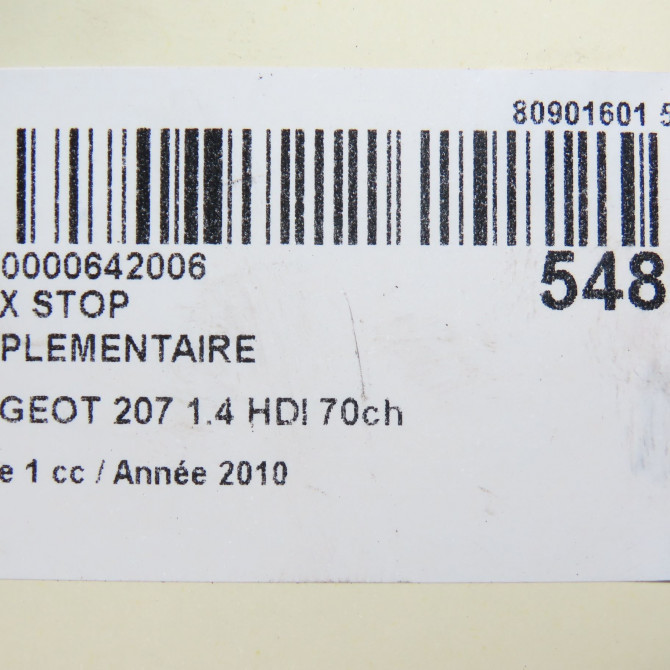 80901601 5
0000642006
548
X STOP
PLEMENTAIRE
GEOT 207 1.4 HDI 70ch
e 1 cc / Année 2010